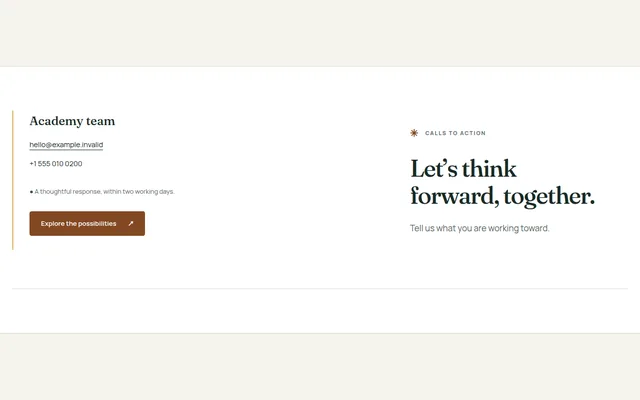 Academy team
hello@example.invalid
+1 555 010 0200
● A thoughtful response, within two working days.
Explore the possibilities ↗
CALLS TO ACTION
Let’s think
forward, together.
Tell us what you are working toward.